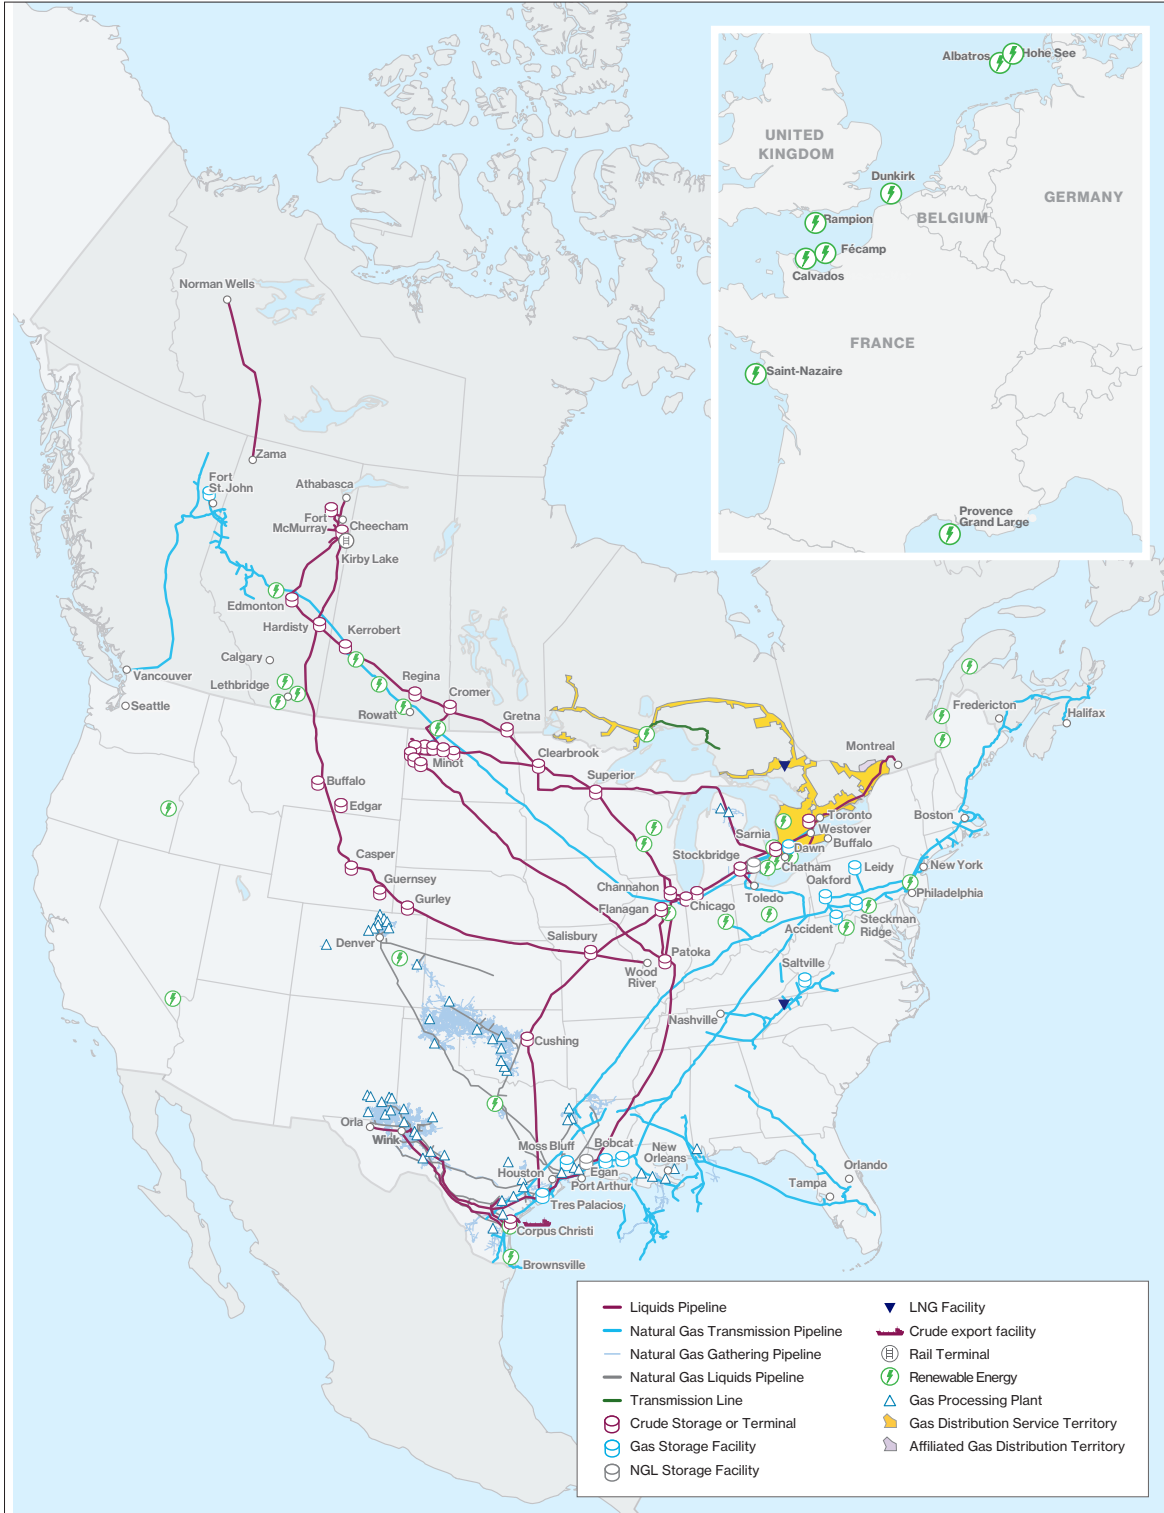 Albatros
Hohe See
UNITED
KINGDOM
Dunkirk
GERMANY
BELGIUM
Rampion
Fécamp
Calvados
FRANCE
Saint-Nazaire
Provence
Grand Large
Norman Wells
Zama
Fort
St. John
Athabasca
Fort
McMurray
Cheecham
Kirby Lake
Edmonton
Hardisty
Kerrobert
Calgary
Vancouver
Lethbridge
Regina
Cromer
Seattle
Rowatt
Gretna
Fredericton
Halifax
Minot
Clearbrook
Montreal
Superior
Buffalo
Edgar
Toronto
Boston
Sarnia
Westover
Buffalo
Dawn
Stockbridge
Casper
Chatham
Leidy
New York
Guernsey
Channahon
Toledo
Oakford
Philadelphia
Gurley
Flanagan
Chicago
Steckman
Ridge
Accident
Denver
Salisbury
Patoka
Wood
River
Saltville
Nashville
Cushing
Orla
Wink
Moss Bluff
Bobcat
New
Orleans
Houston
Egan
Orlando
Port Arthur
Tampa
Tres Palacios
Corpus Christi
Brownsville
Liquids Pipeline
Natural Gas Transmission Pipeline
Natural Gas Gathering Pipeline
Natural Gas Liquids Pipeline
Transmission Line
Crude Storage or Terminal
Gas Storage Facility
NGL Storage Facility
LNG Facility
Crude export facility
Rail Terminal
Renewable Energy
Gas Processing Plant
Gas Distribution Service Territory
Affiliated Gas Distribution Territory